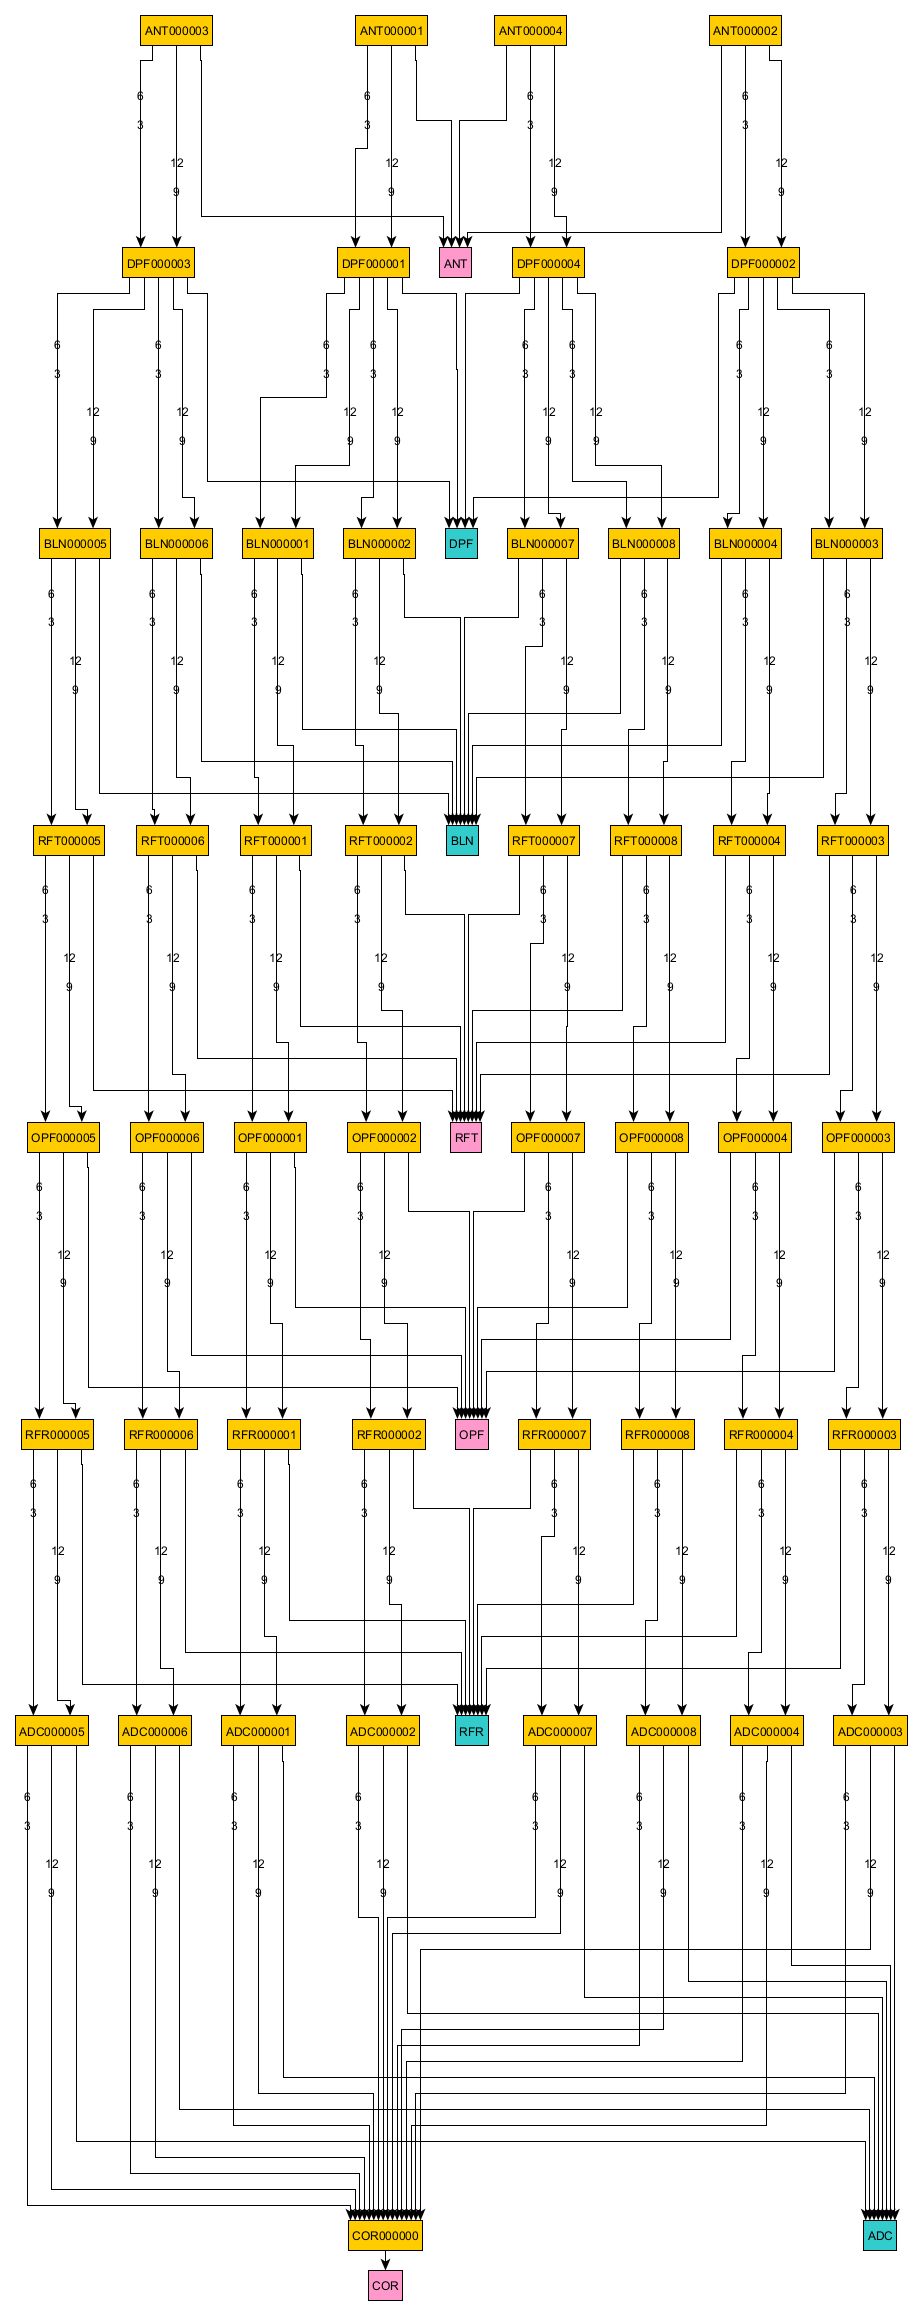 ANT000003 ANT000001 ANT000004 ANT000002
6 6 6 6
3 3 3 3
12 12 12 12
9 9 9 9
DPF000003 DPF000001 ANT DPF000004 DPF000002
6 6 6 6 6 6 6 6
3 3 3 3 3 3 3 3
12 12 12 12 12 12 12 12
9 9 9 9 9 9 9 9
BLN000005 BLN000006 BLN000001 BLN000002 DPF BLN000007 BLN000008 BLN000004 BLN000003
6 6 6 6 6 6 6 6
3 3 3 3 3 3 3 3
12 12 12 12 12 12 12 12
9 9 9 9 9 9 9 9
RFT000005 RFT000006 RFT000001 RFT000002 BLN RFT000007 RFT000008 RFT000004 RFT000003
6 6 6 6 6 6 6 6
3 3 3 3 3 3 3 3
12 12 12 12 12 12 12 12
9 9 9 9 9 9 9 9
OPF000005 OPF000006 OPF000001 OPF000002 RFT OPF000007 OPF000008 OPF000004 OPF000003
6 6 6 6 6 6 6 6
3 3 3 3 3 3 3 3
12 12 12 12 12 12 12 12
9 9 9 9 9 9 9 9
RFR000005 RFR000006 RFR000001 RFR000002 OPF RFR000007 RFR000008 RFR000004 RFR000003
6 6 6 6 6 6 6 6
3 3 3 3 3 3 3 3
12 12 12 12 12 12 12 12
9 9 9 9 9 9 9 9
ADC000005 ADC000006 ADC000001 ADC000002 RFR ADC000007 ADC000008 ADC000004 ADC000003
6 6 6 6 6 6 6 6
3 3 3 3 3 3 3 3
12 12 12 12 12 12 12 12
9 9 9 9 9 9 9 9
COR000000 ADC
COR